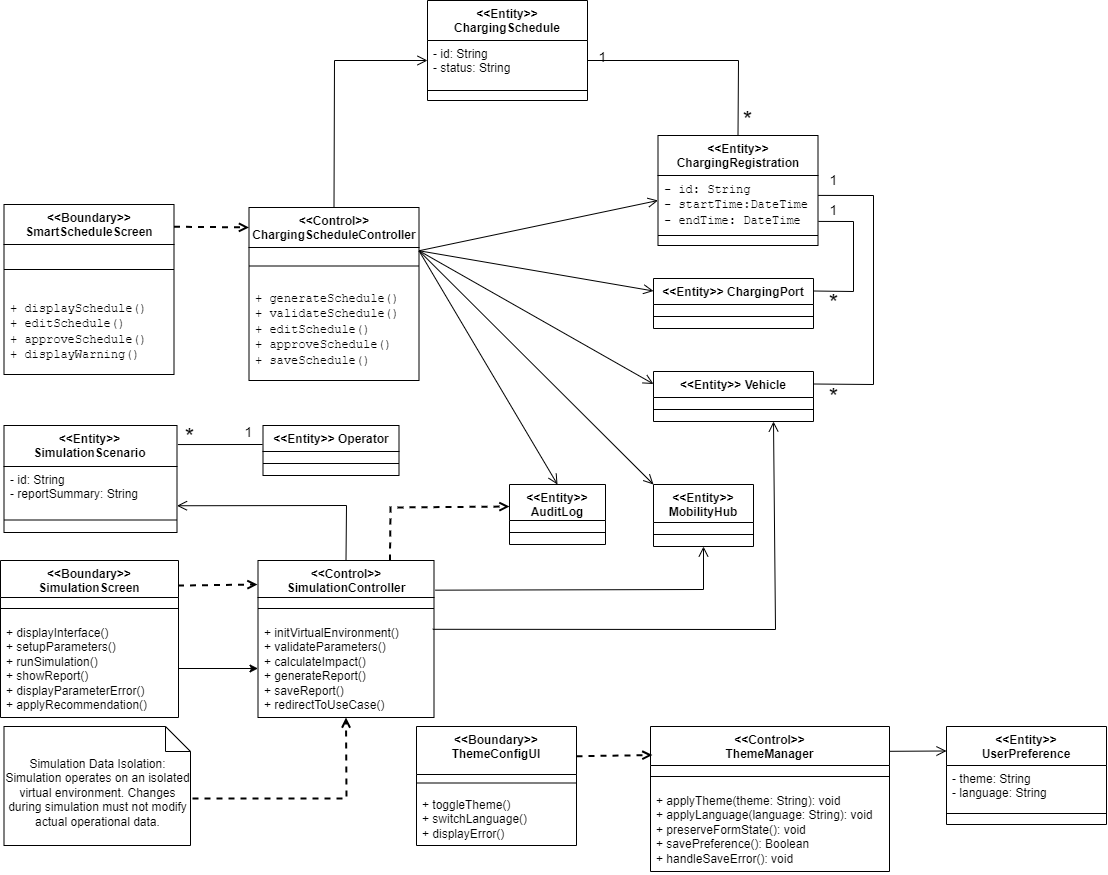 <<Entity>>
ChargingSchedule
- id: String
- status: String
1
*
<<Entity>>
ChargingRegistration
- id: String
- startTime:DateTime
- endTime: DateTime
1
1
<<Boundary>>
SmartScheduleScreen
+ displaySchedule()
+ editSchedule()
+ approveSchedule()
+ displayWarning()
<<Control>>
ChargingScheduleController
+ generateSchedule()
+ validateSchedule()
+ editSchedule()
+ approveSchedule()
+ saveSchedule()
<<Entity>> ChargingPort
*
<<Entity>> Vehicle
*
<<Entity>>
SimulationScenario
- id: String
- reportSummary: String
*
1
<<Entity>> Operator
<<Entity>>
AuditLog
<<Entity>>
MobilityHub
<<Boundary>>
SimulationScreen
+ displayInterface()
+ setupParameters()
+ runSimulation()
+ showReport()
+ displayParameterError()
+ applyRecommendation()
<<Control>>
SimulationController
+ initVirtualEnvironment()
+ validateParameters()
+ calculateImpact()
+ generateReport()
+ saveReport()
+ redirectToUseCase()
Simulation Data Isolation:
Simulation operates on an isolated
virtual environment. Changes
during simulation must not modify
actual operational data.
<<Boundary>>
ThemeConfigUI
+ toggleTheme()
+ switchLanguage()
+ displayError()
<<Control>>
ThemeManager
+ applyTheme(theme: String): void
+ applyLanguage(language: String): void
+ preserveFormState(): void
+ savePreference(): Boolean
+ handleSaveError(): void
<<Entity>>
UserPreference
- theme: String
- language: String